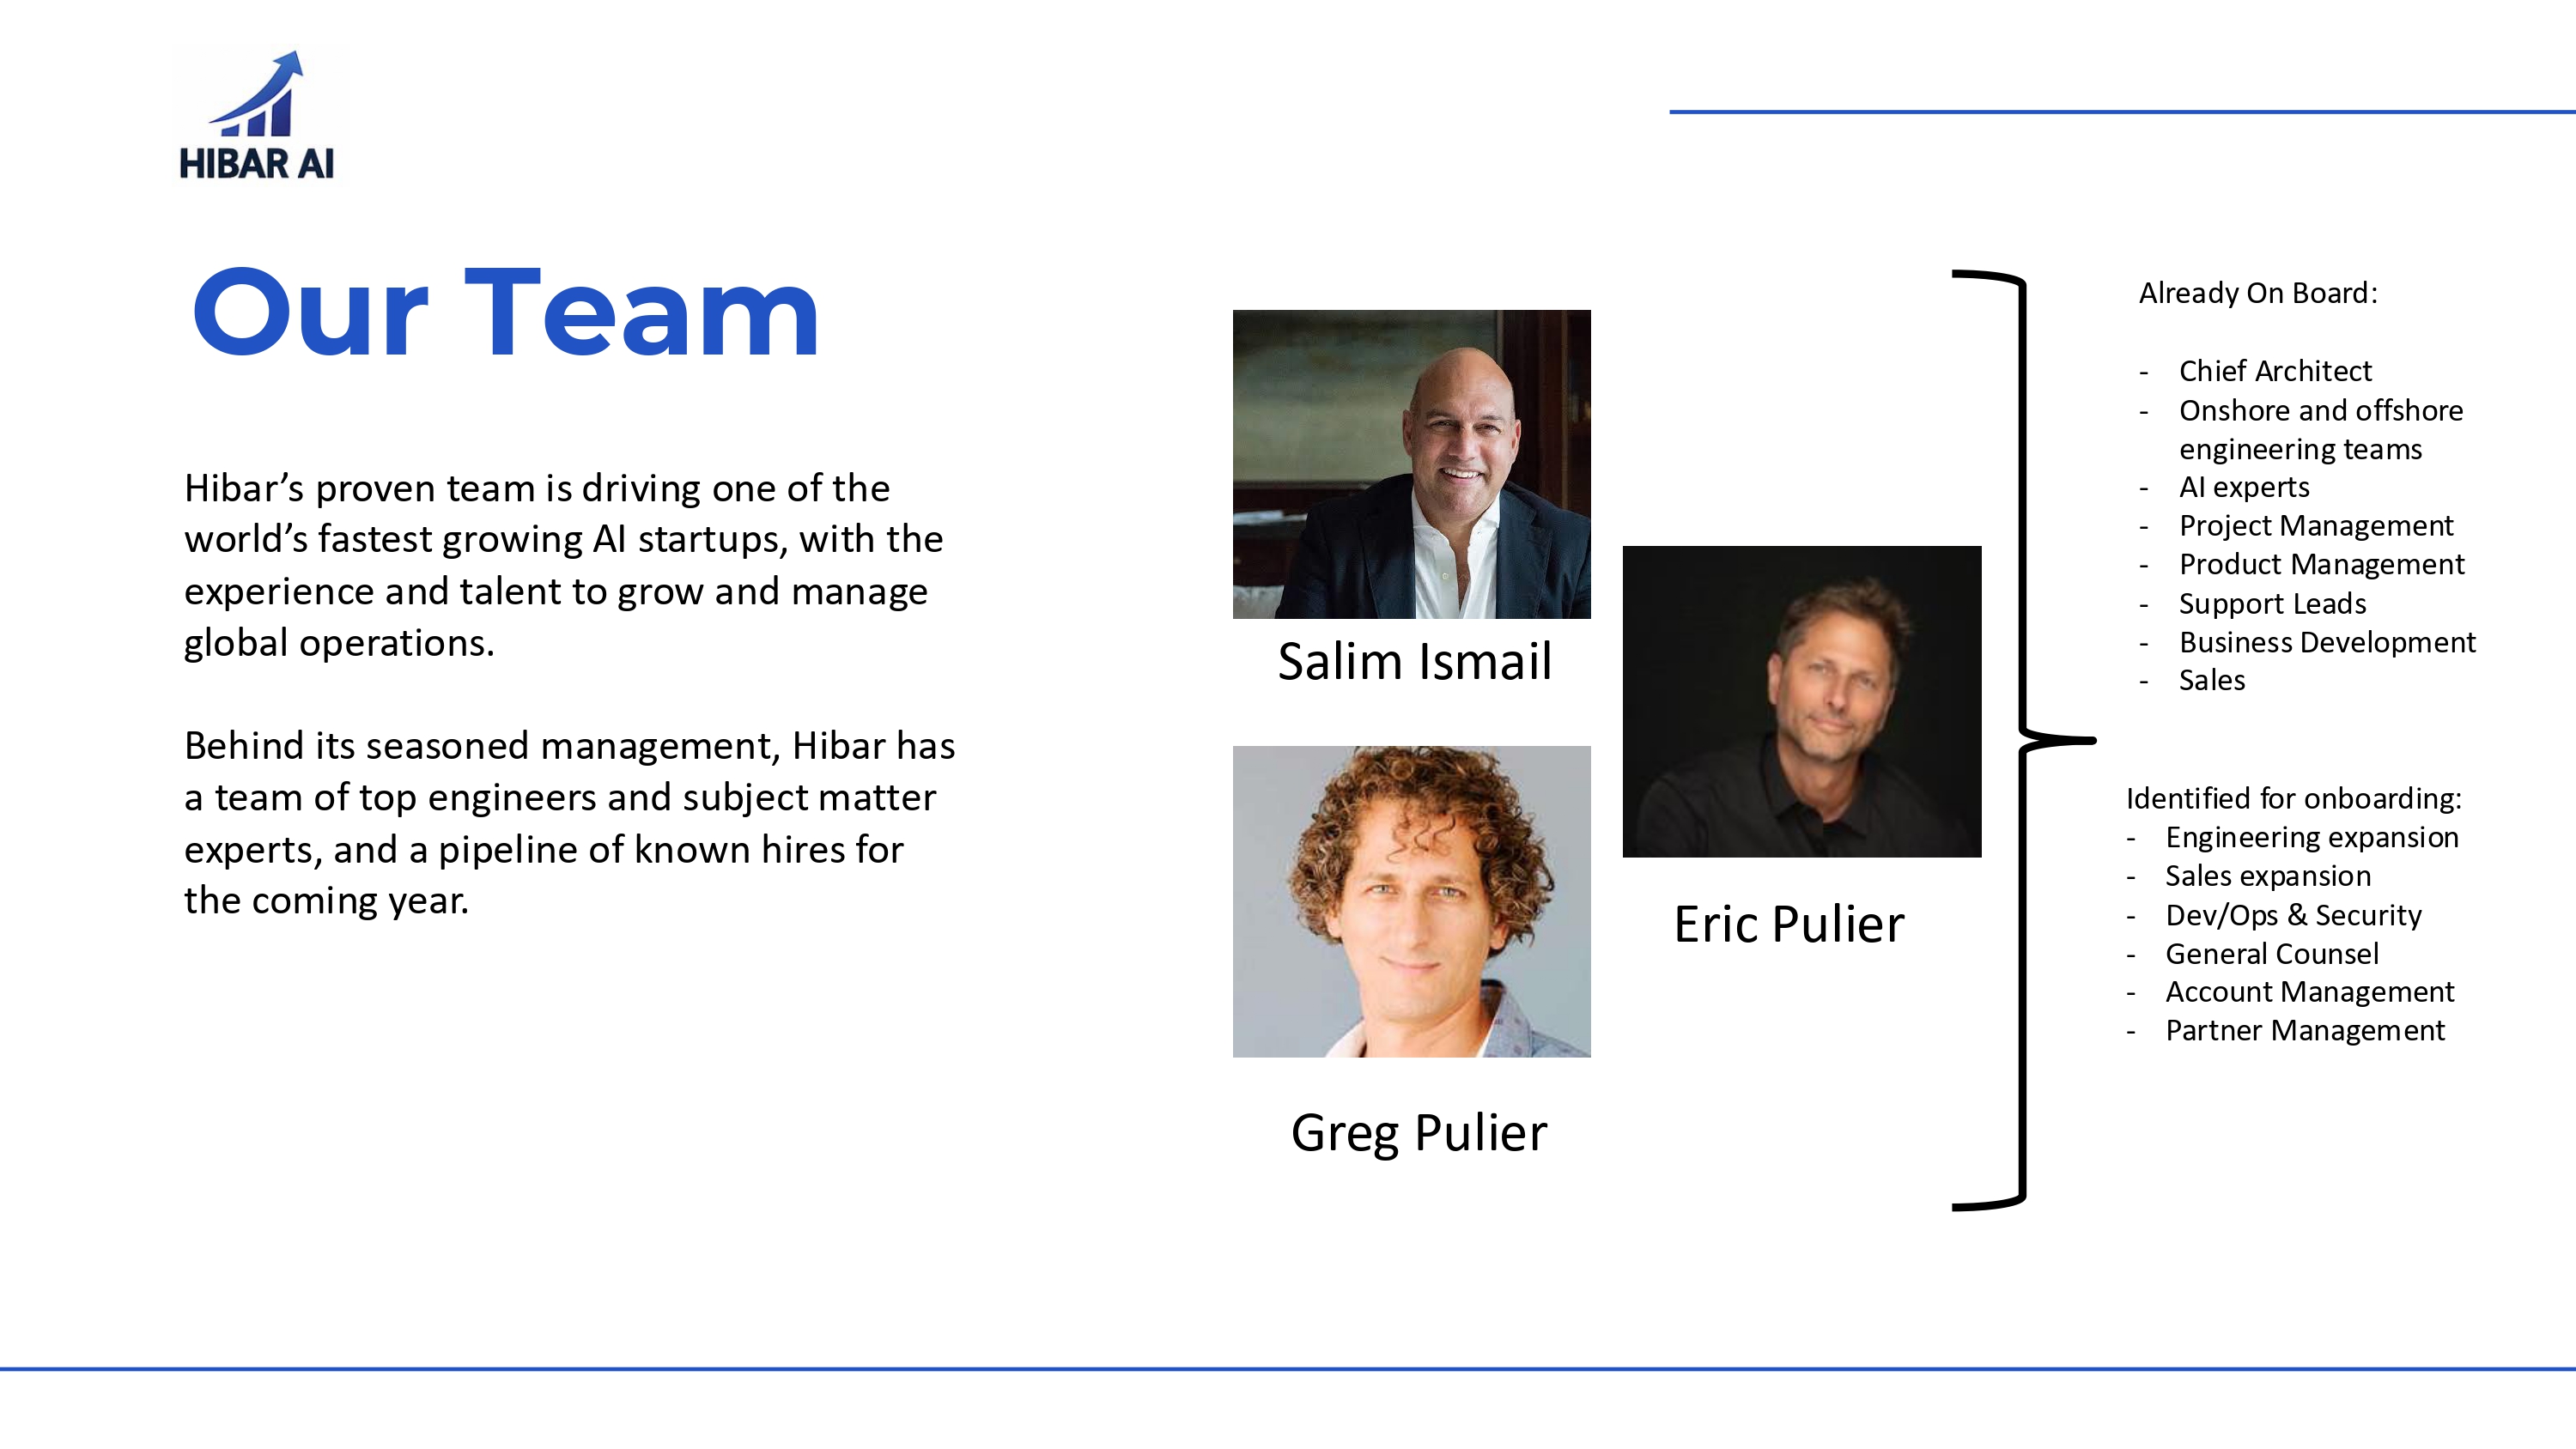 HIBAR AI
Our Team
Hibar’s proven team is driving one of the
world’s fastest growing AI startups, with the
experience and talent to grow and manage
global operations.
Behind its seasoned management, Hibar has
a team of top engineers and subject matter
experts, and a pipeline of known hires for
the coming year.
Salim Ismail
Greg Pulier
Eric Pulier
Already On Board:
- Chief Architect
- Onshore and offshore
engineering teams
- AI experts
- Project Management
- Product Management
- Support Leads
- Business Development
- Sales
Identified for onboarding:
- Engineering expansion
- Sales expansion
- Dev/Ops & Security
- General Counsel
- Account Management
- Partner Management